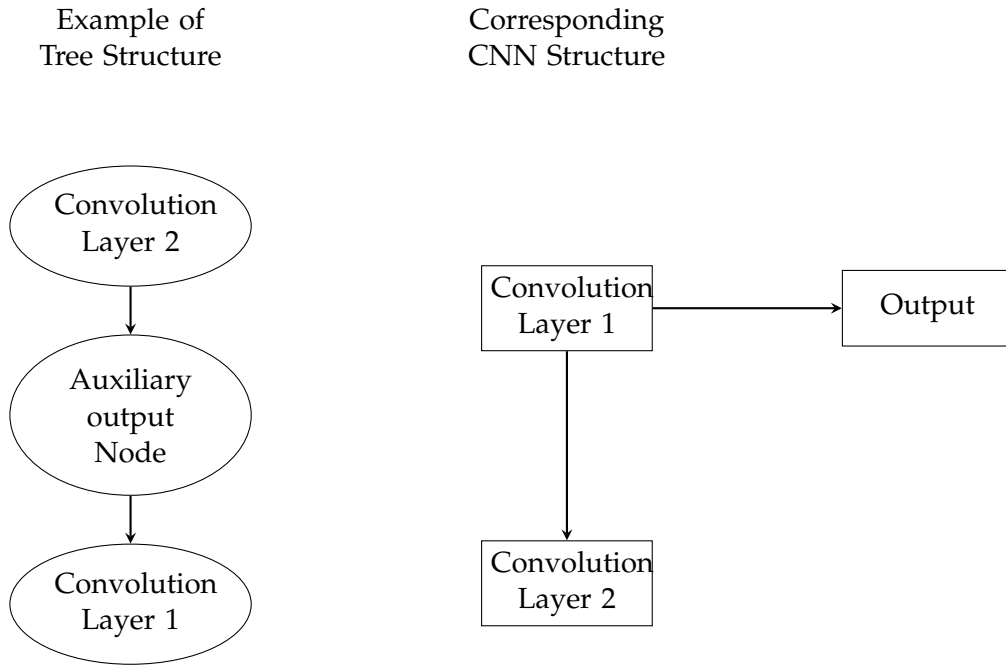 Example of
Tree Structure
Corresponding
CNN Structure
Convolution
Layer 2
Auxiliary
output
Node
Convolution
Layer 1
Convolution
Layer 1
Output
Convolution
Layer 2